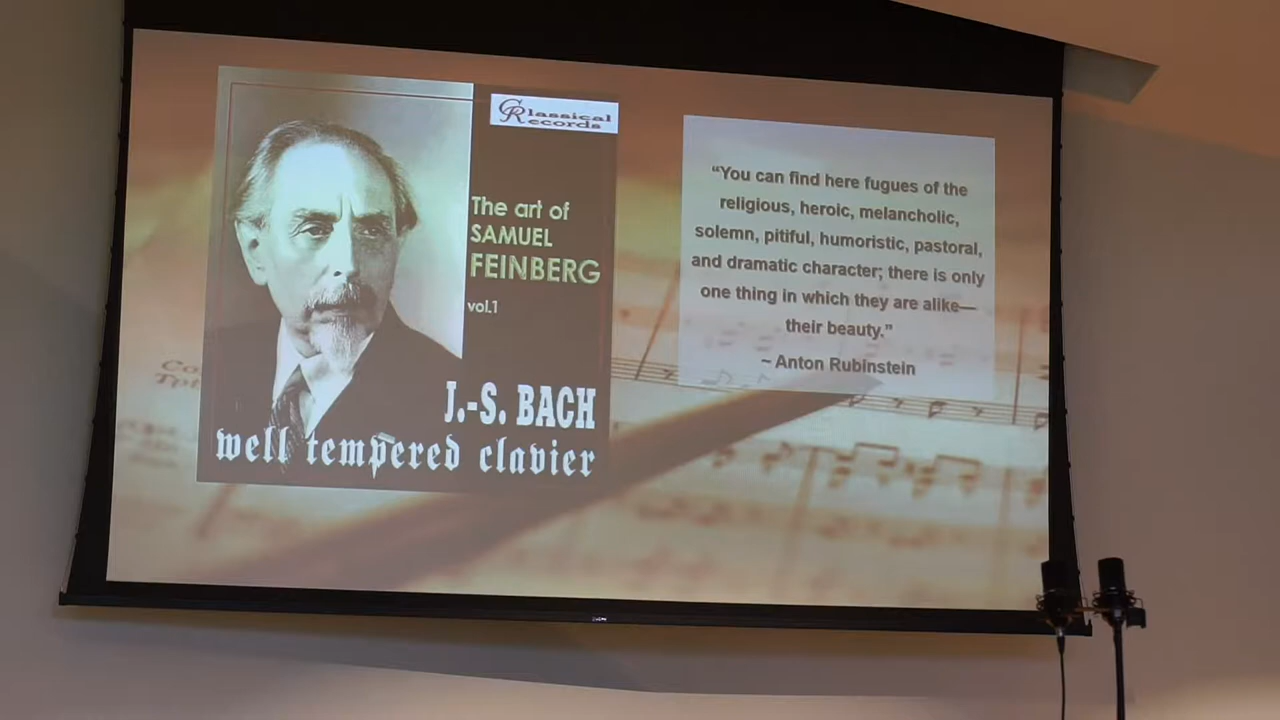 Classical
Records
The art of
SAMUEL
FEINBERG
vol.1
J.-S. BACH
well tempered clavier
“You can find here fugues of the
religious, heroic, melancholic,
solemn, pitiful, humoristic, pastoral,
and dramatic character; there is only
one thing in which they are alike—
their beauty.”
~ Anton Rubinstein